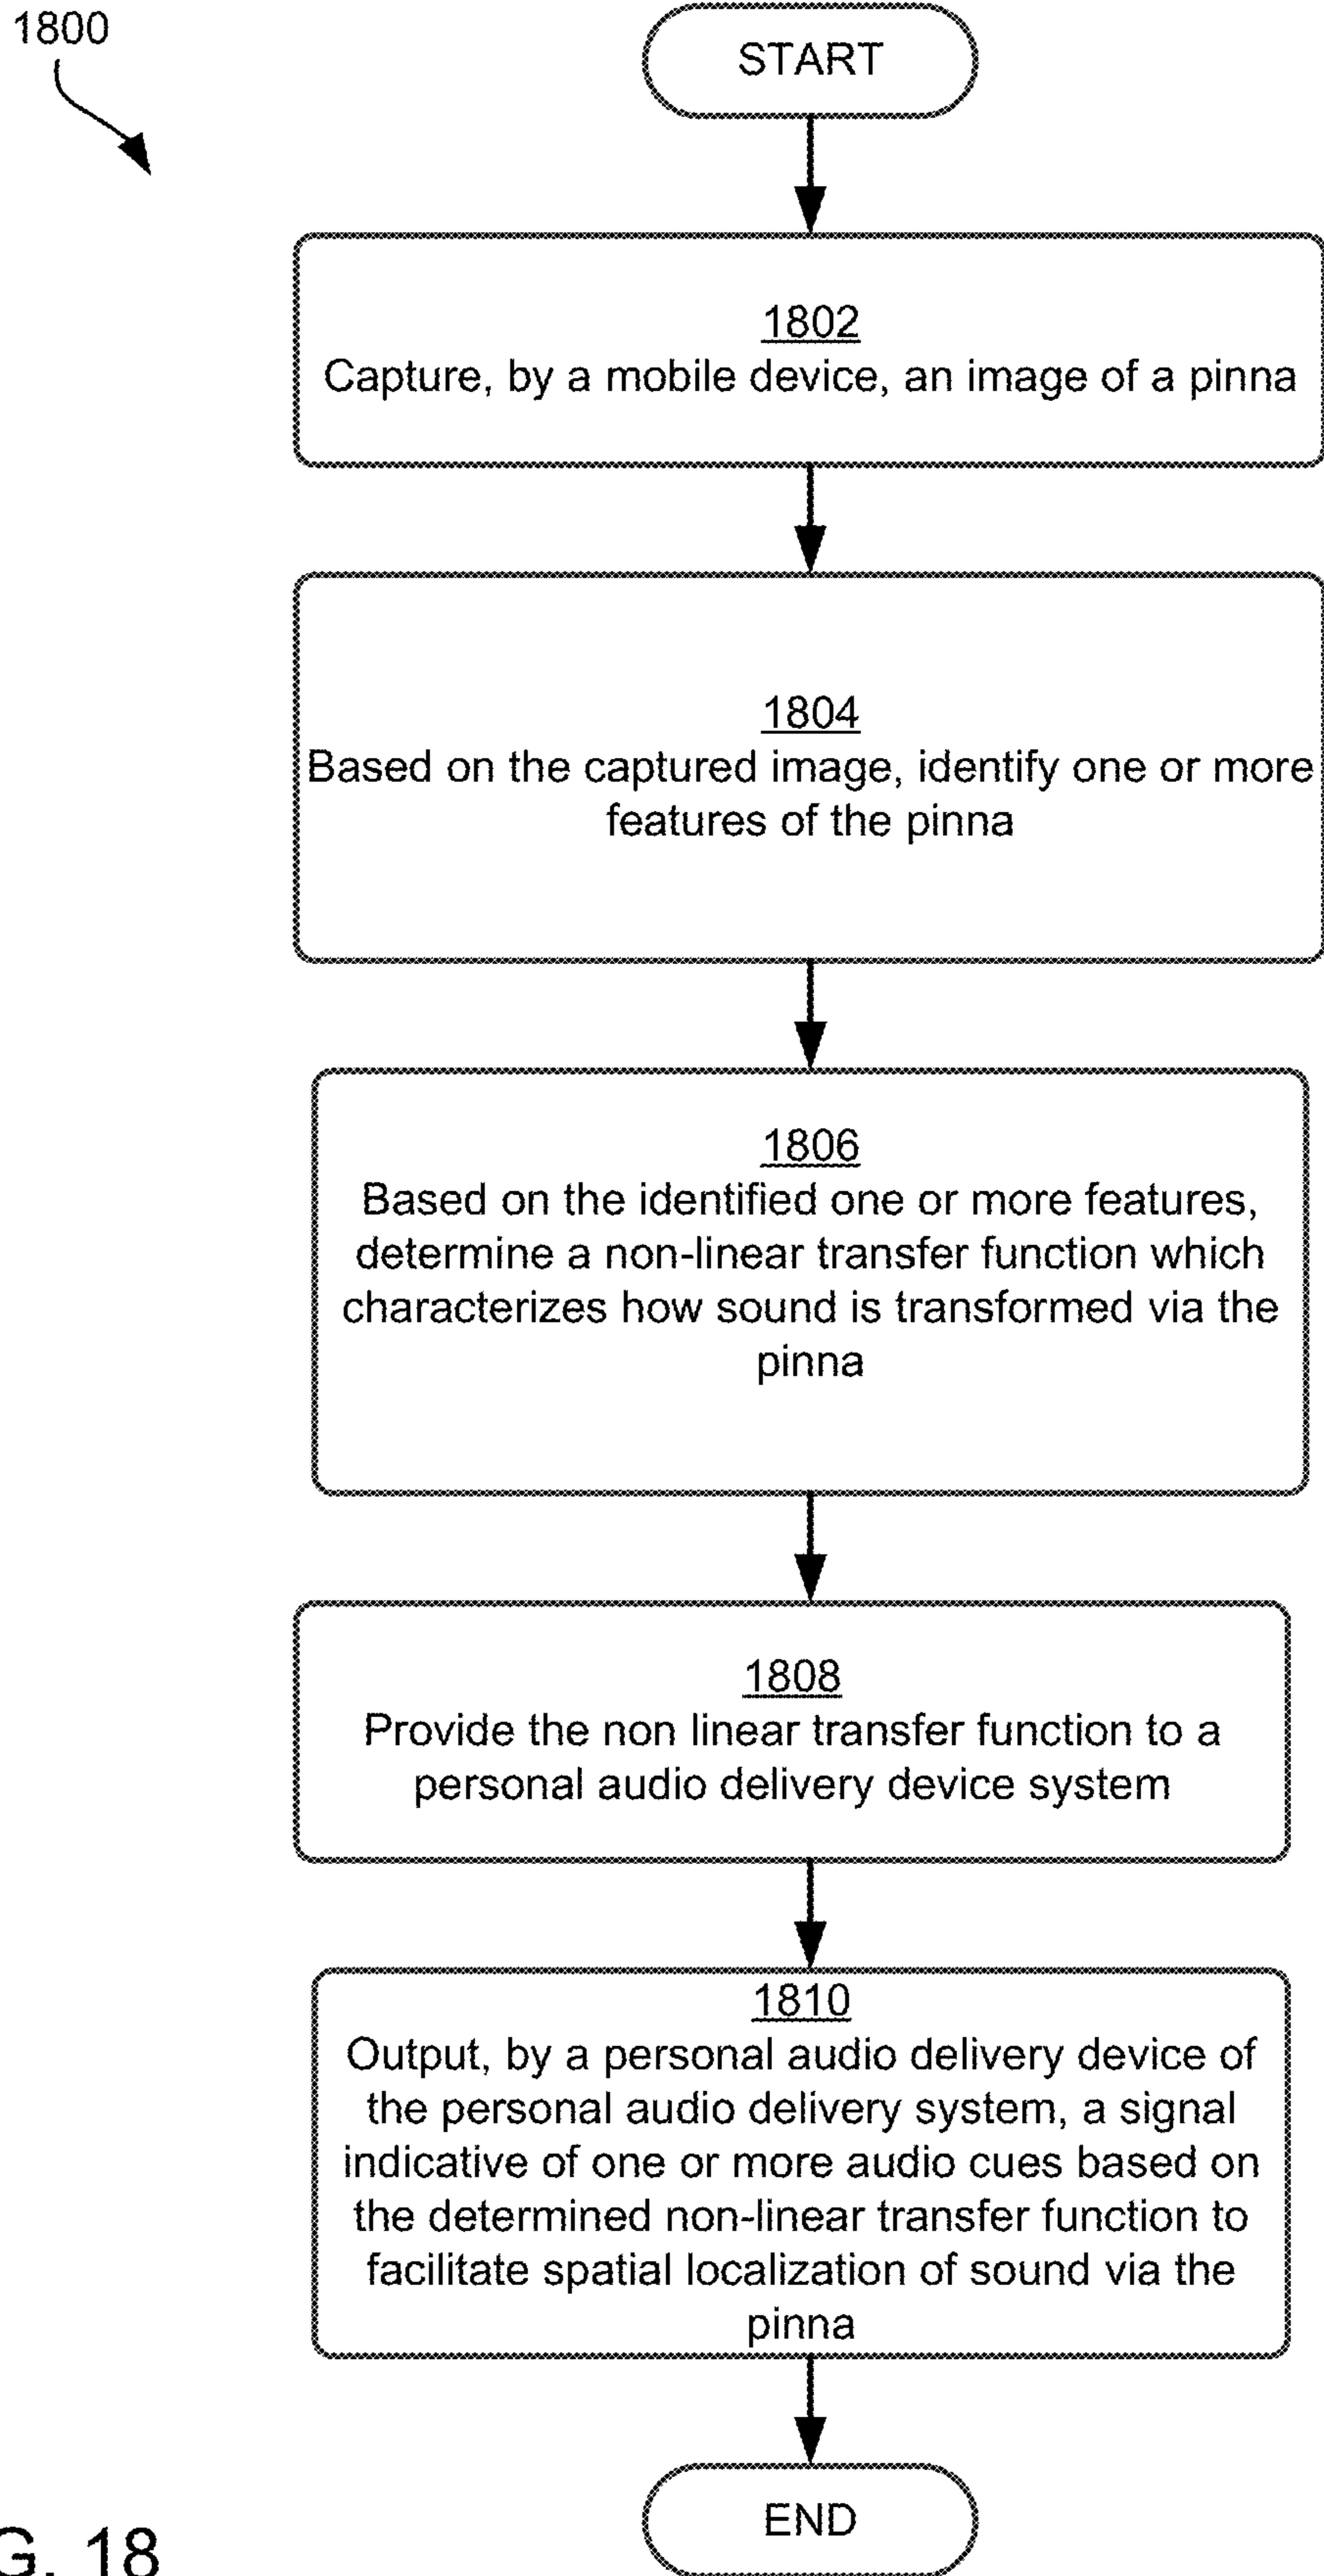 1800
START
1802
Capture, by a mobile device, an image of a pinna
1804
Based on the captured image, identify one or more
features of the pinna
1806
Based on the identified one or more features,
determine a non-linear transfer function which
characterizes how sound is transformed via the
pinna
1808
Provide the non linear transfer function to a
personal audio delivery device system
1810
Output, by a personal audio delivery device of
the personal audio delivery system, a signal
indicative of one or more audio cues based on
the determined non-linear transfer function to
facilitate spatial localization of sound via the
pinna
END
G. 18